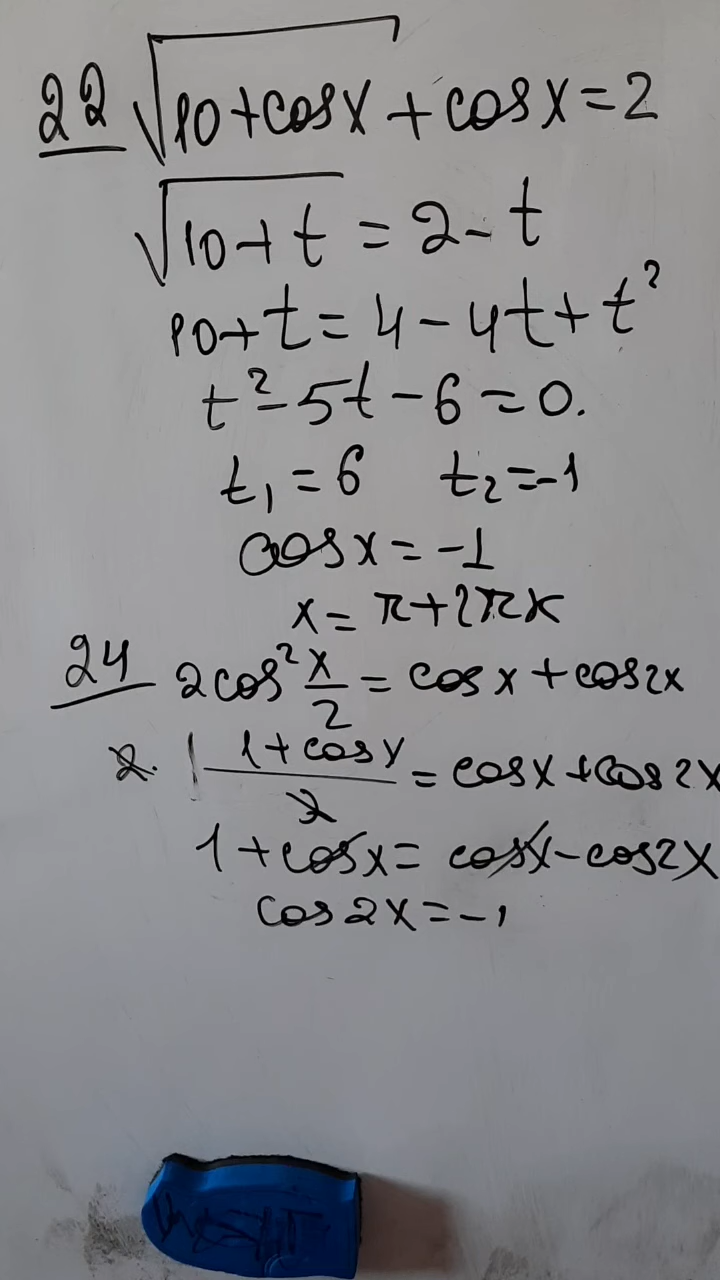 22 √(10+cosx) + cosx = 2
√(10+t) = 2 - t
10+t = 4 - 4t + t²
t² - 5t - 6 = 0.
t₁ = 6 t₂ = -1
cosx = -1
x = π + 2πk
24 2cos² x/2 = cosx + cos2x
2. (1+cosx)/2 = cosx + cos2x
1 + cosx = cosx - cos2x
cos2x = -1